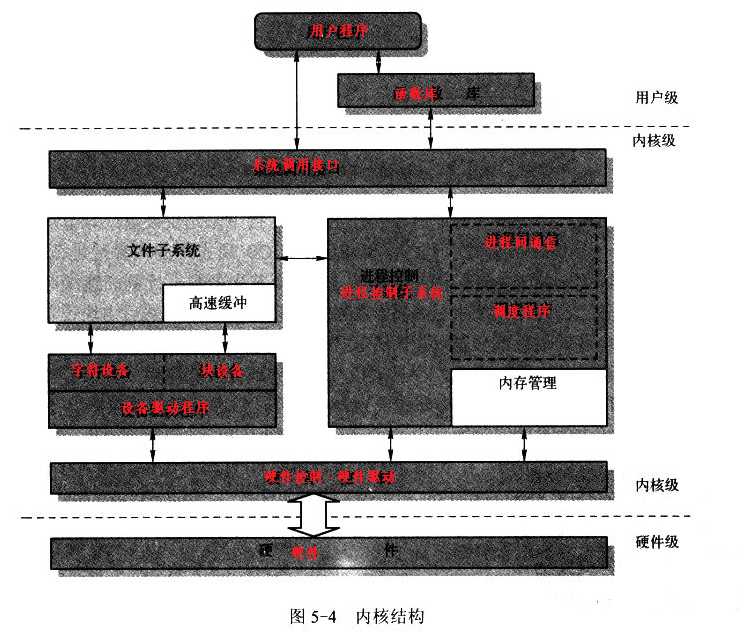 用户程序
函数库
用户级
内核级
系统调用接口
文件子系统
进程间通信
进程控制
进程控制子系统
高速缓冲
调度程序
字符设备
块设备
内存管理
设备驱动程序
硬件控制-硬件驱动
内核级
硬件级
硬件
图 5-4 内核结构